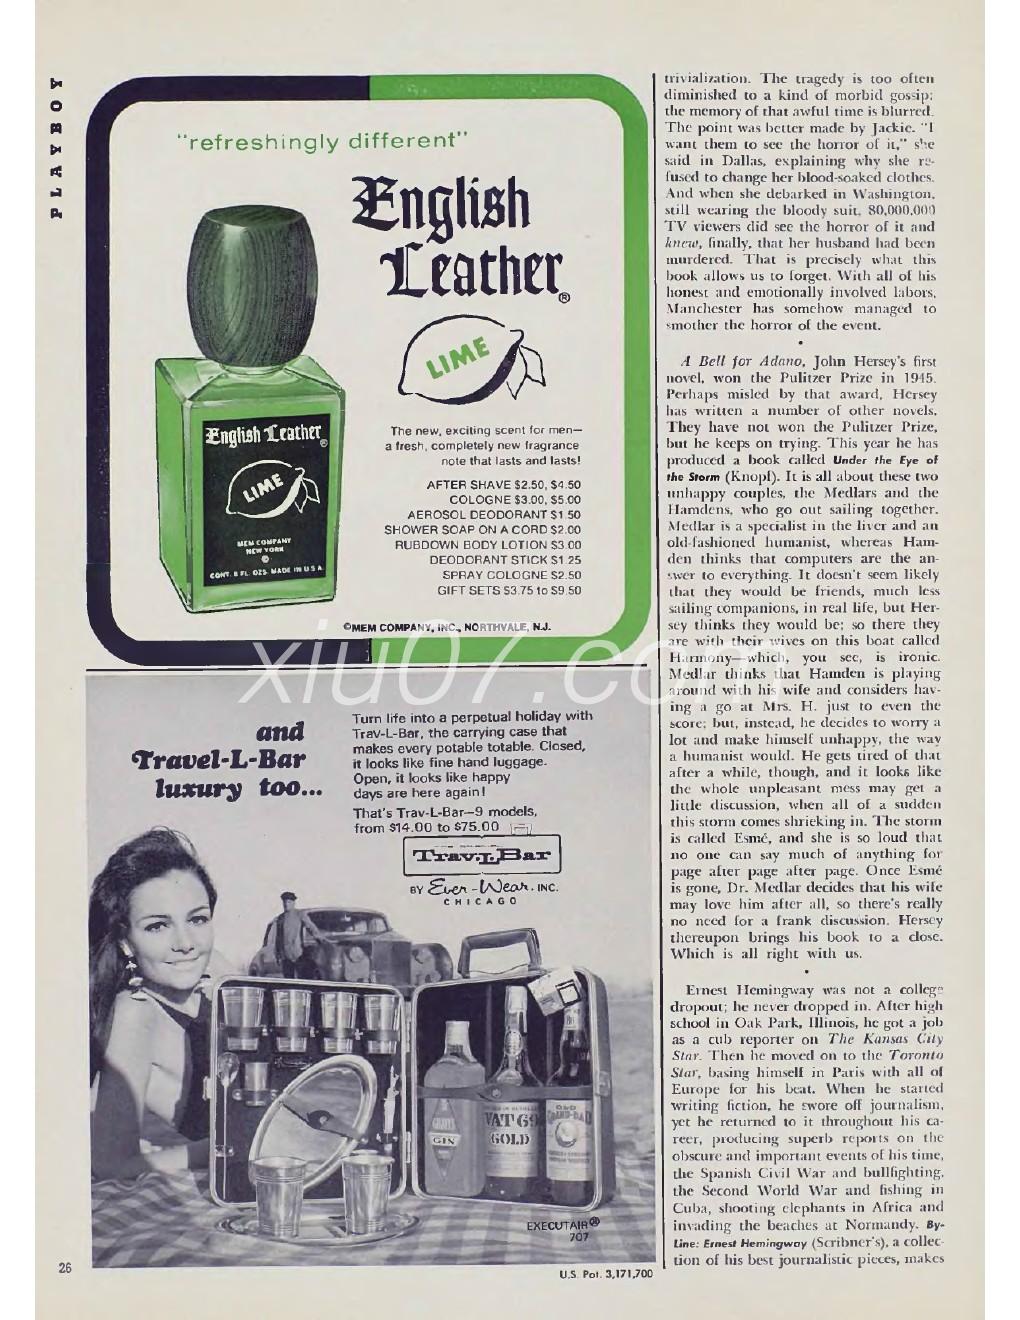 PLAYBOY
"refreshingly different"
English
Leather®
LIME
English Leather®
LIME
MEM COMPANY
NEW YORK
©
CONT. 8 FL. OZS. MADE IN U S A
The new, exciting scent for men—
a fresh, completely new fragrance
note that lasts and lasts!
AFTER SHAVE $2.50, $4.50
COLOGNE $3.00, $5.00
AEROSOL DEODORANT $1.50
SHOWER SOAP ON A CORD $2.00
RUBDOWN BODY LOTION $3.00
DEODORANT STICK $1.25
SPRAY COLOGNE $2.50
GIFT SETS $3.75 to $9.50
©MEM COMPANY, INC., NORTHVALE, N.J.
xiu07.com
and
Travel-L-Bar
luxury too...
Turn life into a perpetual holiday with
Trav-L-Bar, the carrying case that
makes every potable totable. Closed,
it looks like fine hand luggage.
Open, it looks like happy
days are here again!
That's Trav-L-Bar—9 models,
from $14.00 to $75.00
Trav-L-Bar
BY Ever-Wear, INC.
CHICAGO
GIN
VAT 69
GOLD
OLD
GRAND-DAD
EXECUTAIR®
707
U.S. Pat. 3,171,700
26
trivialization. The tragedy is too often
diminished to a kind of morbid gossip;
the memory of that awful time is blurred.
The point was better made by Jackie. "I
want them to see the horror of it," she
said in Dallas, explaining why she re-
fused to change her blood-soaked clothes.
And when she debarked in Washington,
still wearing the bloody suit, 80,000,000
TV viewers did see the horror of it and
knew, finally, that her husband had been
murdered. That is precisely what this
book allows us to forget. With all of his
honest and emotionally involved labors,
Manchester has somehow managed to
smother the horror of the event.
•
A Bell for Adano, John Hersey's first
novel, won the Pulitzer Prize in 1945.
Perhaps misled by that award, Hersey
has written a number of other novels.
They have not won the Pulitzer Prize,
but he keeps on trying. This year he has
produced a book called Under the Eye of
the Storm (Knopf). It is all about these two
unhappy couples, the Medlars and the
Hamdens, who go out sailing together.
Medlar is a specialist in the liver and an
old-fashioned humanist, whereas Ham-
den thinks that computers are the an-
swer to everything. It doesn't seem likely
that they would be friends, much less
sailing companions, in real life, but Her-
sey thinks they would be; so there they
are with their wives on this boat called
Harmony—which, you see, is ironic.
Medlar thinks that Hamden is playing
around with his wife and considers hav-
ing a go at Mrs. H. just to even the
score; but, instead, he decides to worry a
lot and make himself unhappy, the way
a humanist would. He gets tired of that
after a while, though, and it looks like
the whole unpleasant mess may get a
little discussion, when all of a sudden
this storm comes shrieking in. The storm
is called Esmé, and she is so loud that
no one can say much of anything for
page after page after page. Once Esmé
is gone, Dr. Medlar decides that his wife
may love him after all, so there's really
no need for a frank discussion. Hersey
thereupon brings his book to a close.
Which is all right with us.
•
Ernest Hemingway was not a college
dropout; he never dropped in. After high
school in Oak Park, Illinois, he got a job
as a cub reporter on The Kansas City
Star. Then he moved on to the Toronto
Star, basing himself in Paris with all of
Europe for his beat. When he started
writing fiction, he swore off journalism,
yet he returned to it throughout his ca-
reer, producing superb reports on the
obscure and important events of his time,
the Spanish Civil War and bullfighting,
the Second World War and fishing in
Cuba, shooting elephants in Africa and
invading the beaches at Normandy. By-
Line: Ernest Hemingway (Scribner's), a collec-
tion of his best journalistic pieces, makes